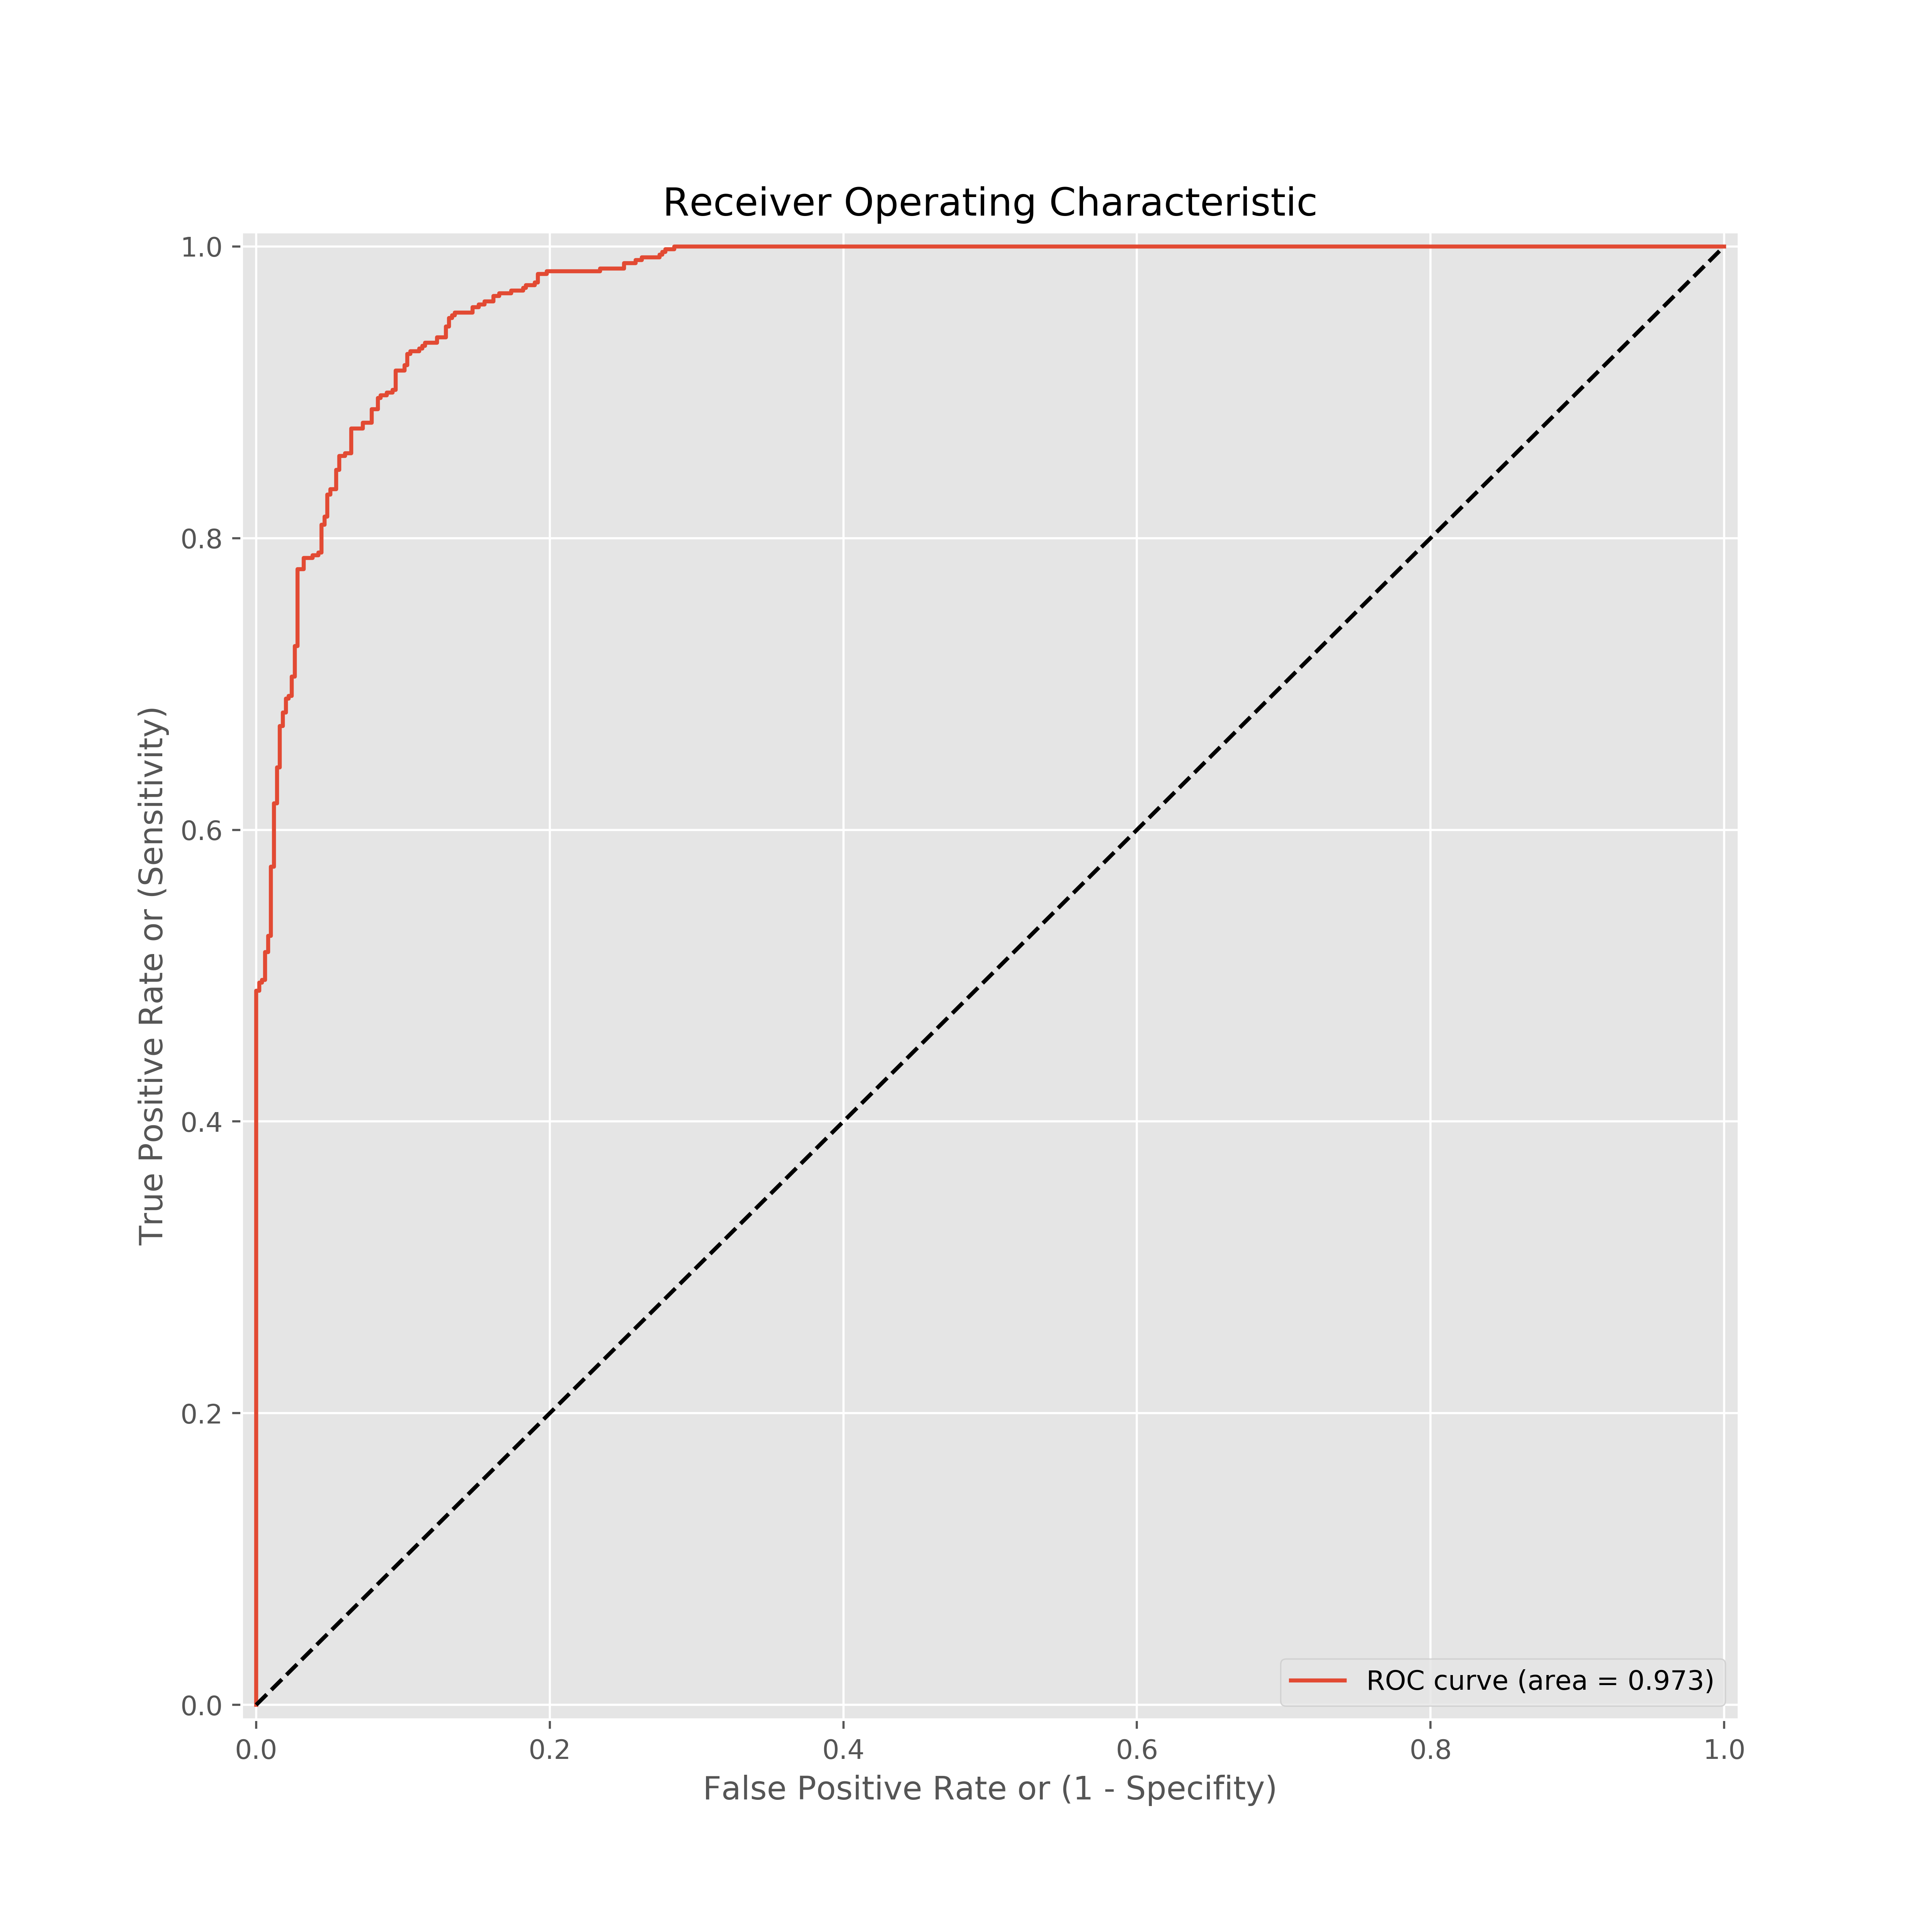 Receiver Operating Characteristic
1.0
0.8
0.6
0.4
0.2
0.0
True Positive Rate or (Sensitivity)
ROC curve (area = 0.973)
0.0 0.2 0.4 0.6 0.8 1.0
False Positive Rate or (1 - Specifity)